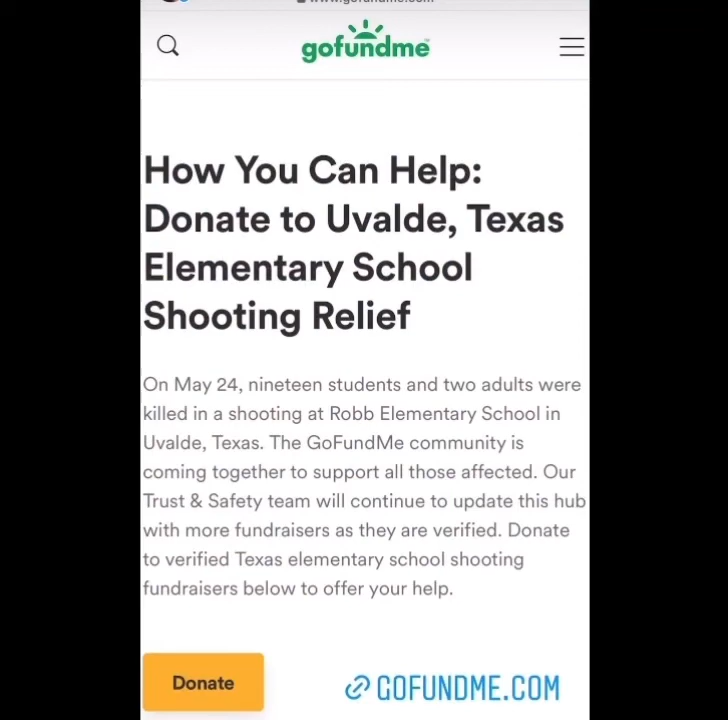 gofundme
How You Can Help:
Donate to Uvalde, Texas
Elementary School
Shooting Relief
On May 24, nineteen students and two adults were
killed in a shooting at Robb Elementary School in
Uvalde, Texas. The GoFundMe community is
coming together to support all those affected. Our
Trust & Safety team will continue to update this hub
with more fundraisers as they are verified. Donate
to verified Texas elementary school shooting
fundraisers below to offer your help.
Donate
GOFUNDME.COM